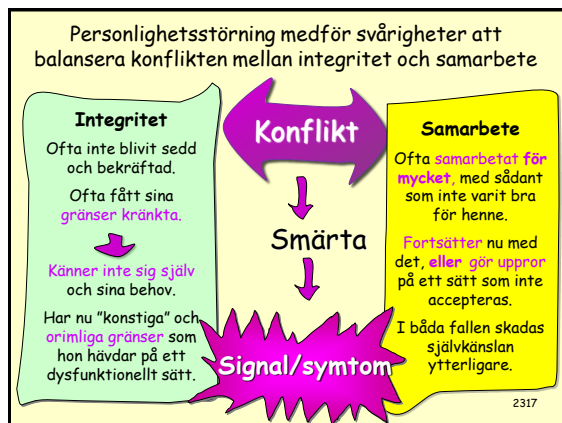 Personlighetsstörning medför svårigheter att
balansera konflikten mellan integritet och samarbete
Integritet
Ofta inte blivit sedd
och bekräftad.
Ofta fått sina
gränser kränkta.
Känner inte sig själv
och sina behov.
Har nu "konstiga" och
orimliga gränser som
hon hävdar på ett
dysfunktionellt sätt.
Konflikt
Smärta
Signal/symtom
Samarbete
Ofta samarbetat för
mycket, med sådant
som inte varit bra
för henne.
Fortsätter nu med
det, eller gör uppror
på ett sätt som inte
accepteras.
I båda fallen skadas
självkänslan
ytterligare.
2317